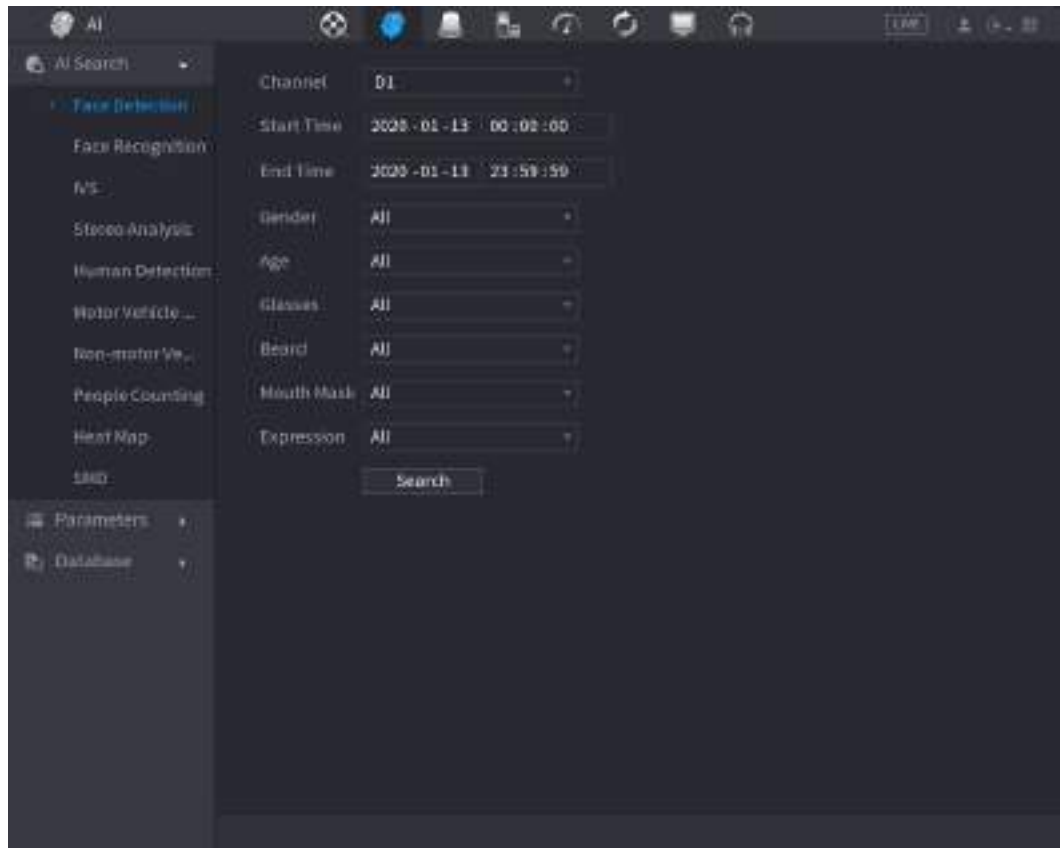 AI
LIVE
AI Search
Face Detection
Face Recognition
IVS
Stereo Analysis
Human Detection
Motor Vehicle ...
Non-motor Ve...
People Counting
Heat Map
SMD
Parameters
Database
Channel D1
Start Time 2020 - 01 - 13 00 : 00 : 00
End Time 2020 - 01 - 13 23 : 59 : 59
Gender All
Age All
Glasses All
Beard All
Mouth Mask All
Expression All
Search